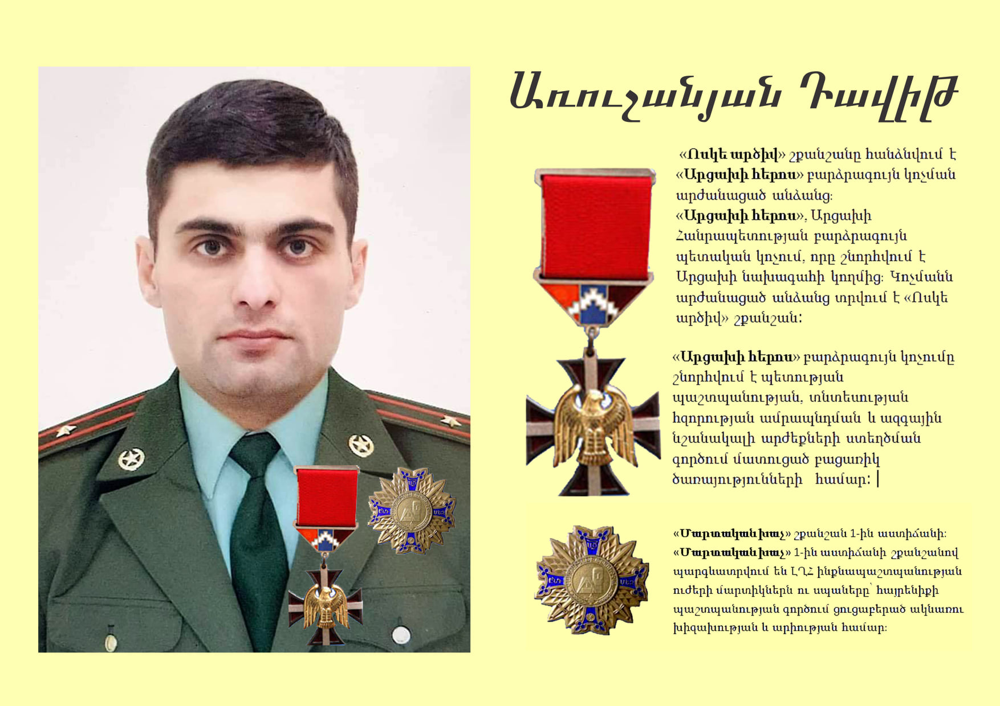 Առուշանյան Դավիթ
«Ոսկե արծիվ» շքանշանը հանձնվում է
«Արցախի հերոս» բարձրագույն կոչման
արժանացած անձանց։
«Արցախի հերոս», Արցախի
Հանրապետության բարձրագույն
պետական կոչում, որը շնորհվում է
Արցախի նախագահի կողմից։ Կոչմանն
արժանացած անձանց տրվում է «Ոսկե
արծիվ» շքանշան:
«Արցախի հերոս» բարձրագույն կոչումը
շնորհվում է պետության
պաշտպանության, տնտեսության
հզորության ամրապնդման և ազգային
նշանակալի արժեքների ստեղծման
գործում մատուցած բացառիկ
ծառայությունների համար:
«Մարտական խաչ» շքանշան 1-ին աստիճանի։
«Մարտական խաչ» 1-ին աստիճանի շքանշանով
պարգևատրվում են ԼՂՀ ինքնապաշտպանության
ուժերի մարտիկներն ու սպաները՝ հայրենիքի
պաշտպանության գործում ցուցաբերած ակնառու
խիզախության և արիության համար։